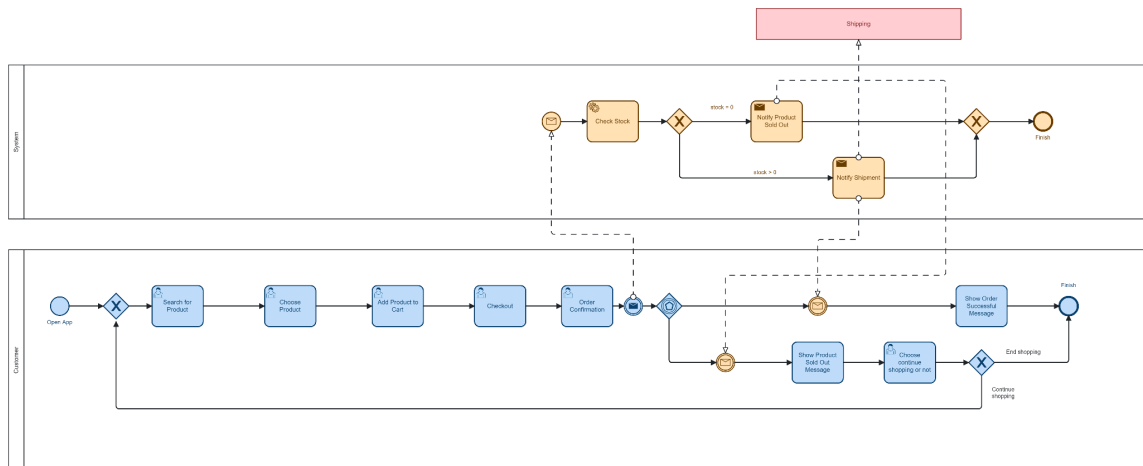 Shipping
System
Check Stock
stock = 0
Notify Product
Sold Out
stock > 0
Notify Shipment
Finish
Customer
Open App
Search for
Product
Choose
Product
Add Product to
Cart
Checkout
Order
Confirmation
Show Order
Successful
Message
Finish
Show Product
Sold Out
Message
Choose
continue
shopping or not
End shopping
Continue
shopping